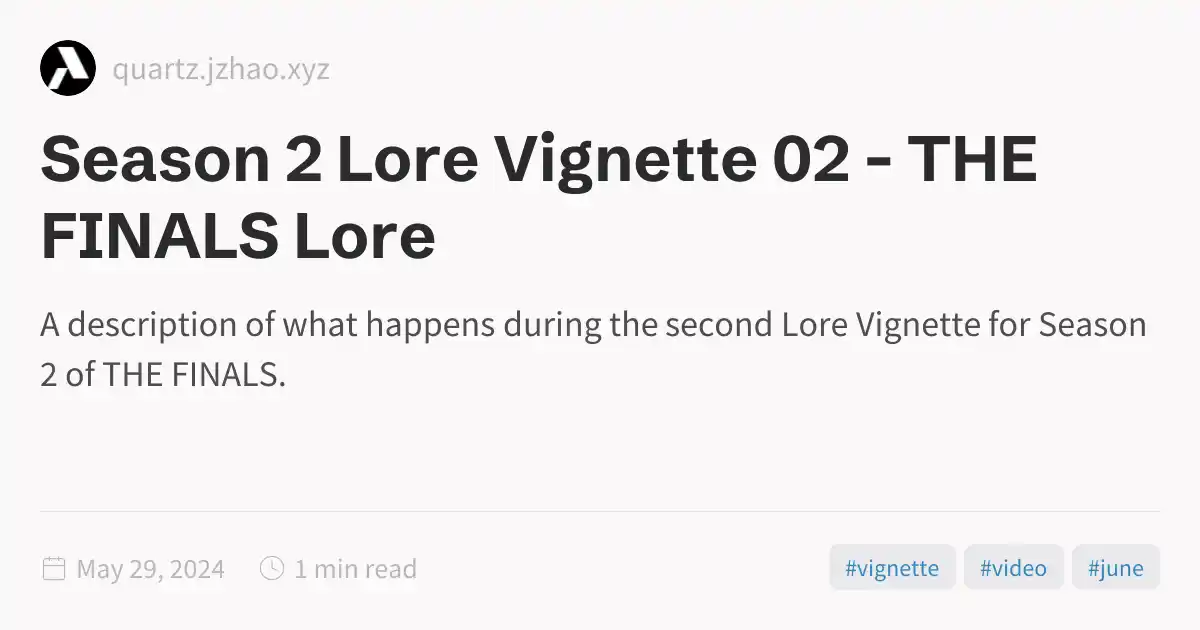 quartz.jzhao.xyz
Season 2 Lore Vignette 02 - THE
FINALS Lore
A description of what happens during the second Lore Vignette for Season
2 of THE FINALS.
May 29, 2024
1 min read
#vignette
#video
#june